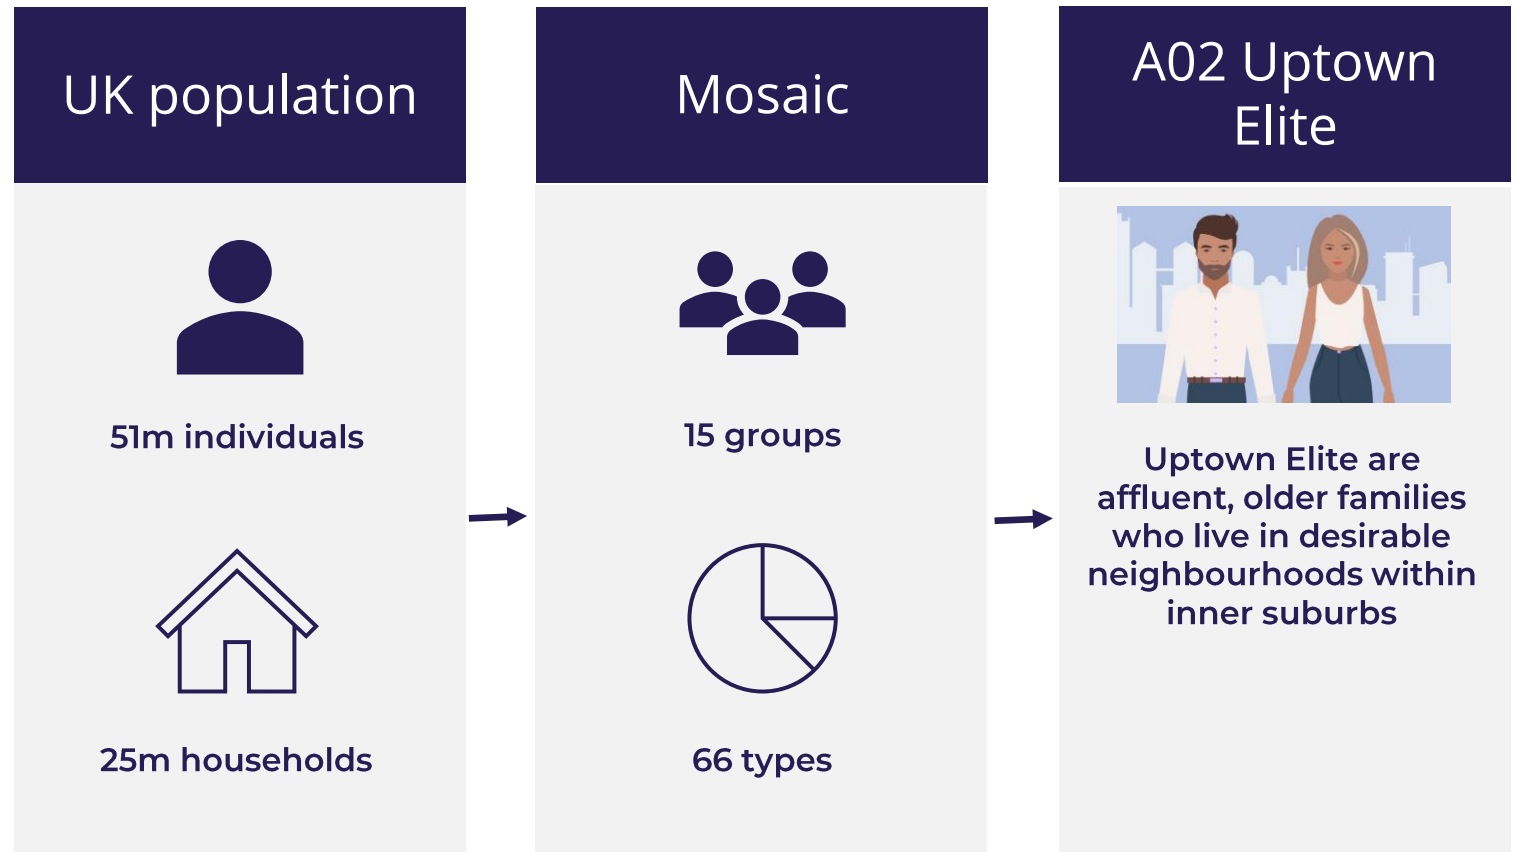 UK population
51m individuals
25m households
Mosaic
15 groups
66 types
A02 Uptown
Elite
Uptown Elite are
affluent, older families
who live in desirable
neighbourhoods within
inner suburbs